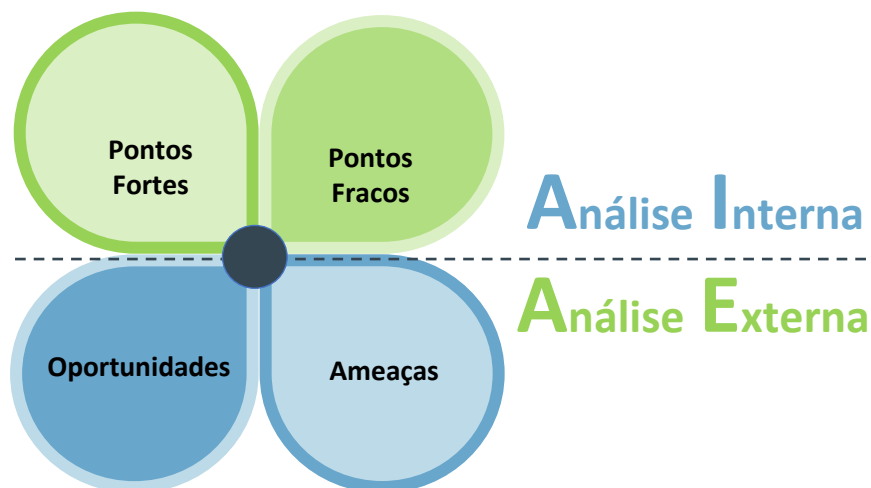 Pontos
Fortes
Pontos
Fracos
Análise Interna
Análise Externa
Oportunidades
Ameaças